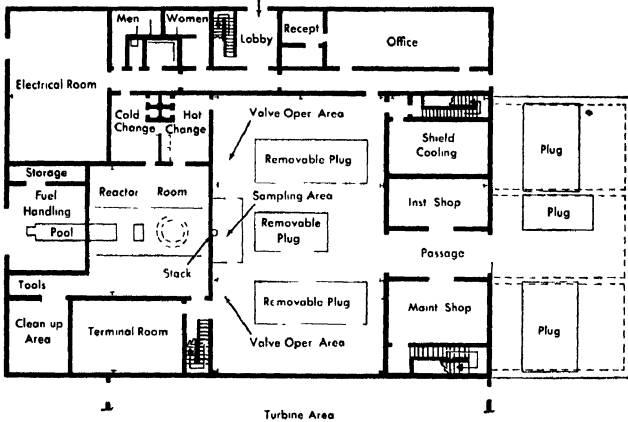 Men
Women
Lobby
Recept
Office
Electrical Room
Cold
Change
Hot
Change
Valve Oper Area
Shield
Cooling
Removable Plug
Plug
Storage
Fuel
Handling
Pool
Reactor Room
Sampling Area
Removable
Plug
Inst Shop
Plug
Passage
Stack
Tools
Removable Plug
Maint Shop
Clean up
Area
Terminal Room
Valve Oper Area
Plug
Turbine Area